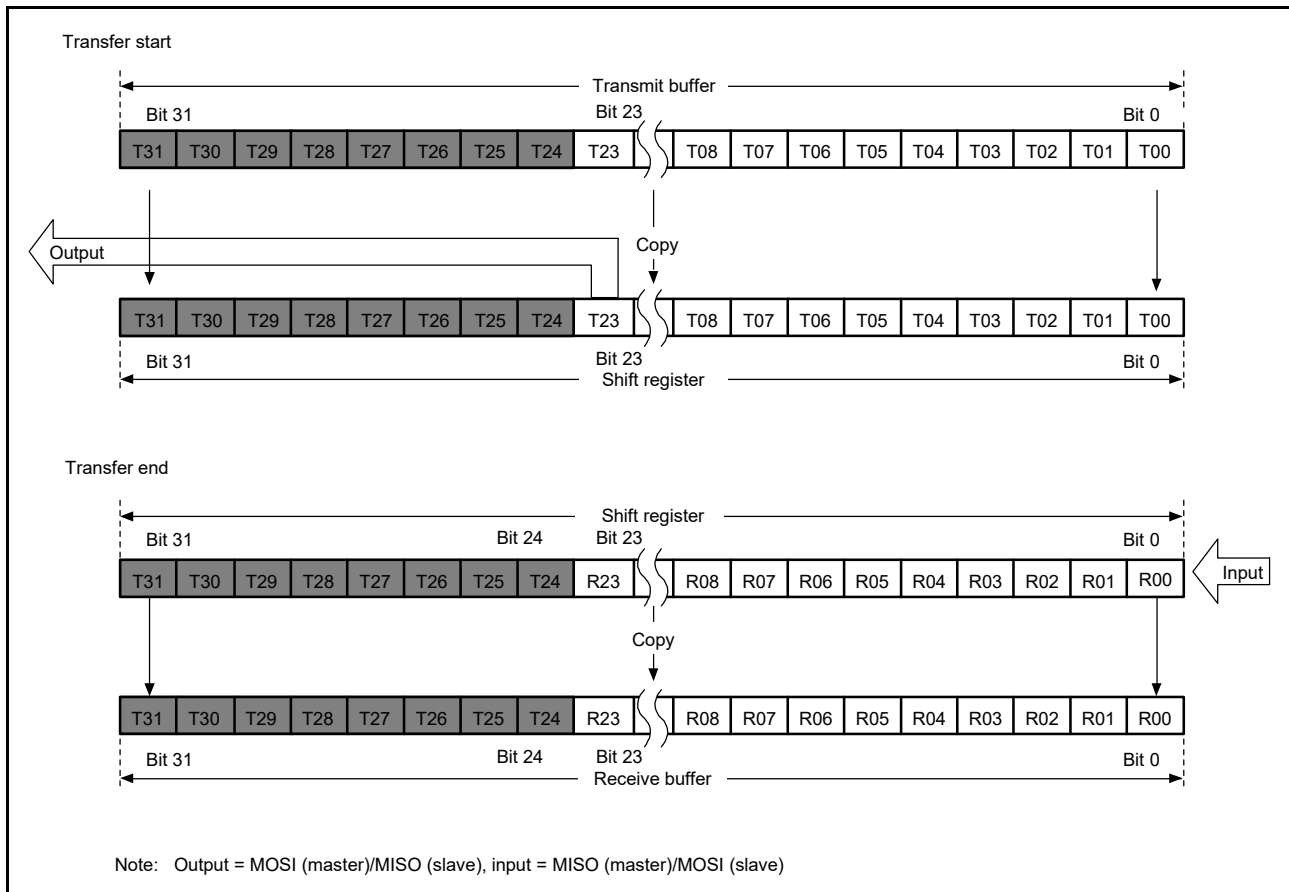 Transfer start
Transmit buffer
Bit 31 Bit 23 Bit 0
T31 T30 T29 T28 T27 T26 T25 T24 T23 T08 T07 T06 T05 T04 T03 T02 T01 T00
Output Copy
T31 T30 T29 T28 T27 T26 T25 T24 T23 T08 T07 T06 T05 T04 T03 T02 T01 T00
Bit 31 Bit 23 Bit 0
Shift register
Transfer end
Shift register
Bit 31 Bit 24 Bit 23 Bit 0
T31 T30 T29 T28 T27 T26 T25 T24 R23 R08 R07 R06 R05 R04 R03 R02 R01 R00 Input
Copy
T31 T30 T29 T28 T27 T26 T25 T24 R23 R08 R07 R06 R05 R04 R03 R02 R01 R00
Bit 31 Bit 24 Bit 23 Bit 0
Receive buffer
Note: Output = MOSI (master)/MISO (slave), input = MISO (master)/MOSI (slave)